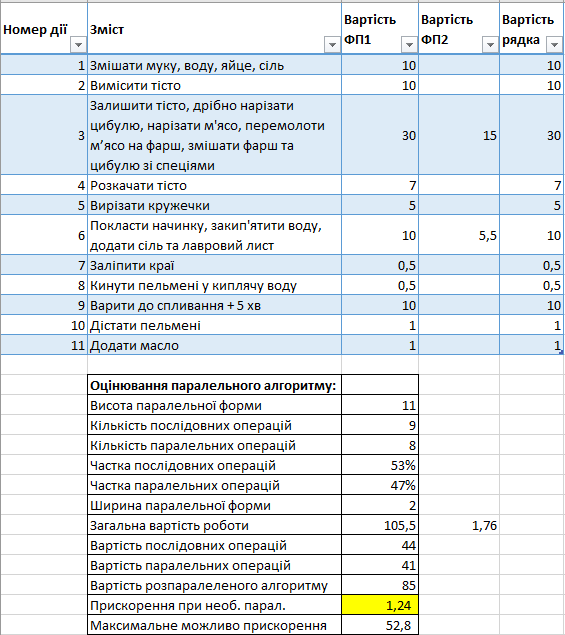 Номер дії Зміст Вартість ФП1 Вартість ФП2 Вартість рядка
1 Змішати муку, воду, яйце, сіль 10 10
2 Вимісити тісто 10 10
3 Залишити тісто, дрібно нарізати
цибулю, нарізати м'ясо, перемолоти
м’ясо на фарш, змішати фарш та
цибулю зі спеціями 30 15 30
4 Розкачати тісто 7 7
5 Вирізати кружечки 5 5
6 Покласти начинку, закип'ятити воду,
додати сіль та лавровий лист 10 5,5 10
7 Заліпити краї 0,5 0,5
8 Кинути пельмені у киплячу воду 0,5 0,5
9 Варити до спливання + 5 хв 10 10
10 Дістати пельмені 1 1
11 Додати масло 1 1
Оцінювання паралельного алгоритму:
Висота паралельної форми 11
Кількість послідовних операцій 9
Кількість паралельних операцій 8
Частка послідовних операцій 53%
Частка паралельних операцій 47%
Ширина паралельної форми 2
Загальна вартість роботи 105,5 1,76
Вартість послідовних операцій 44
Вартість паралельних операцій 41
Вартість розпаралеленого алгоритму 85
Прискорення при необ. парал. 1,24
Максимальне можливо прискорення 52,8